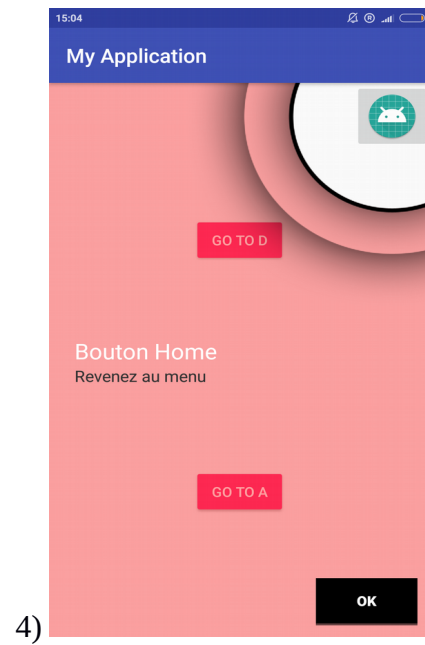 15:04
My Application
GO TO D
Bouton Home
Revenez au menu
GO TO A
OK
4)